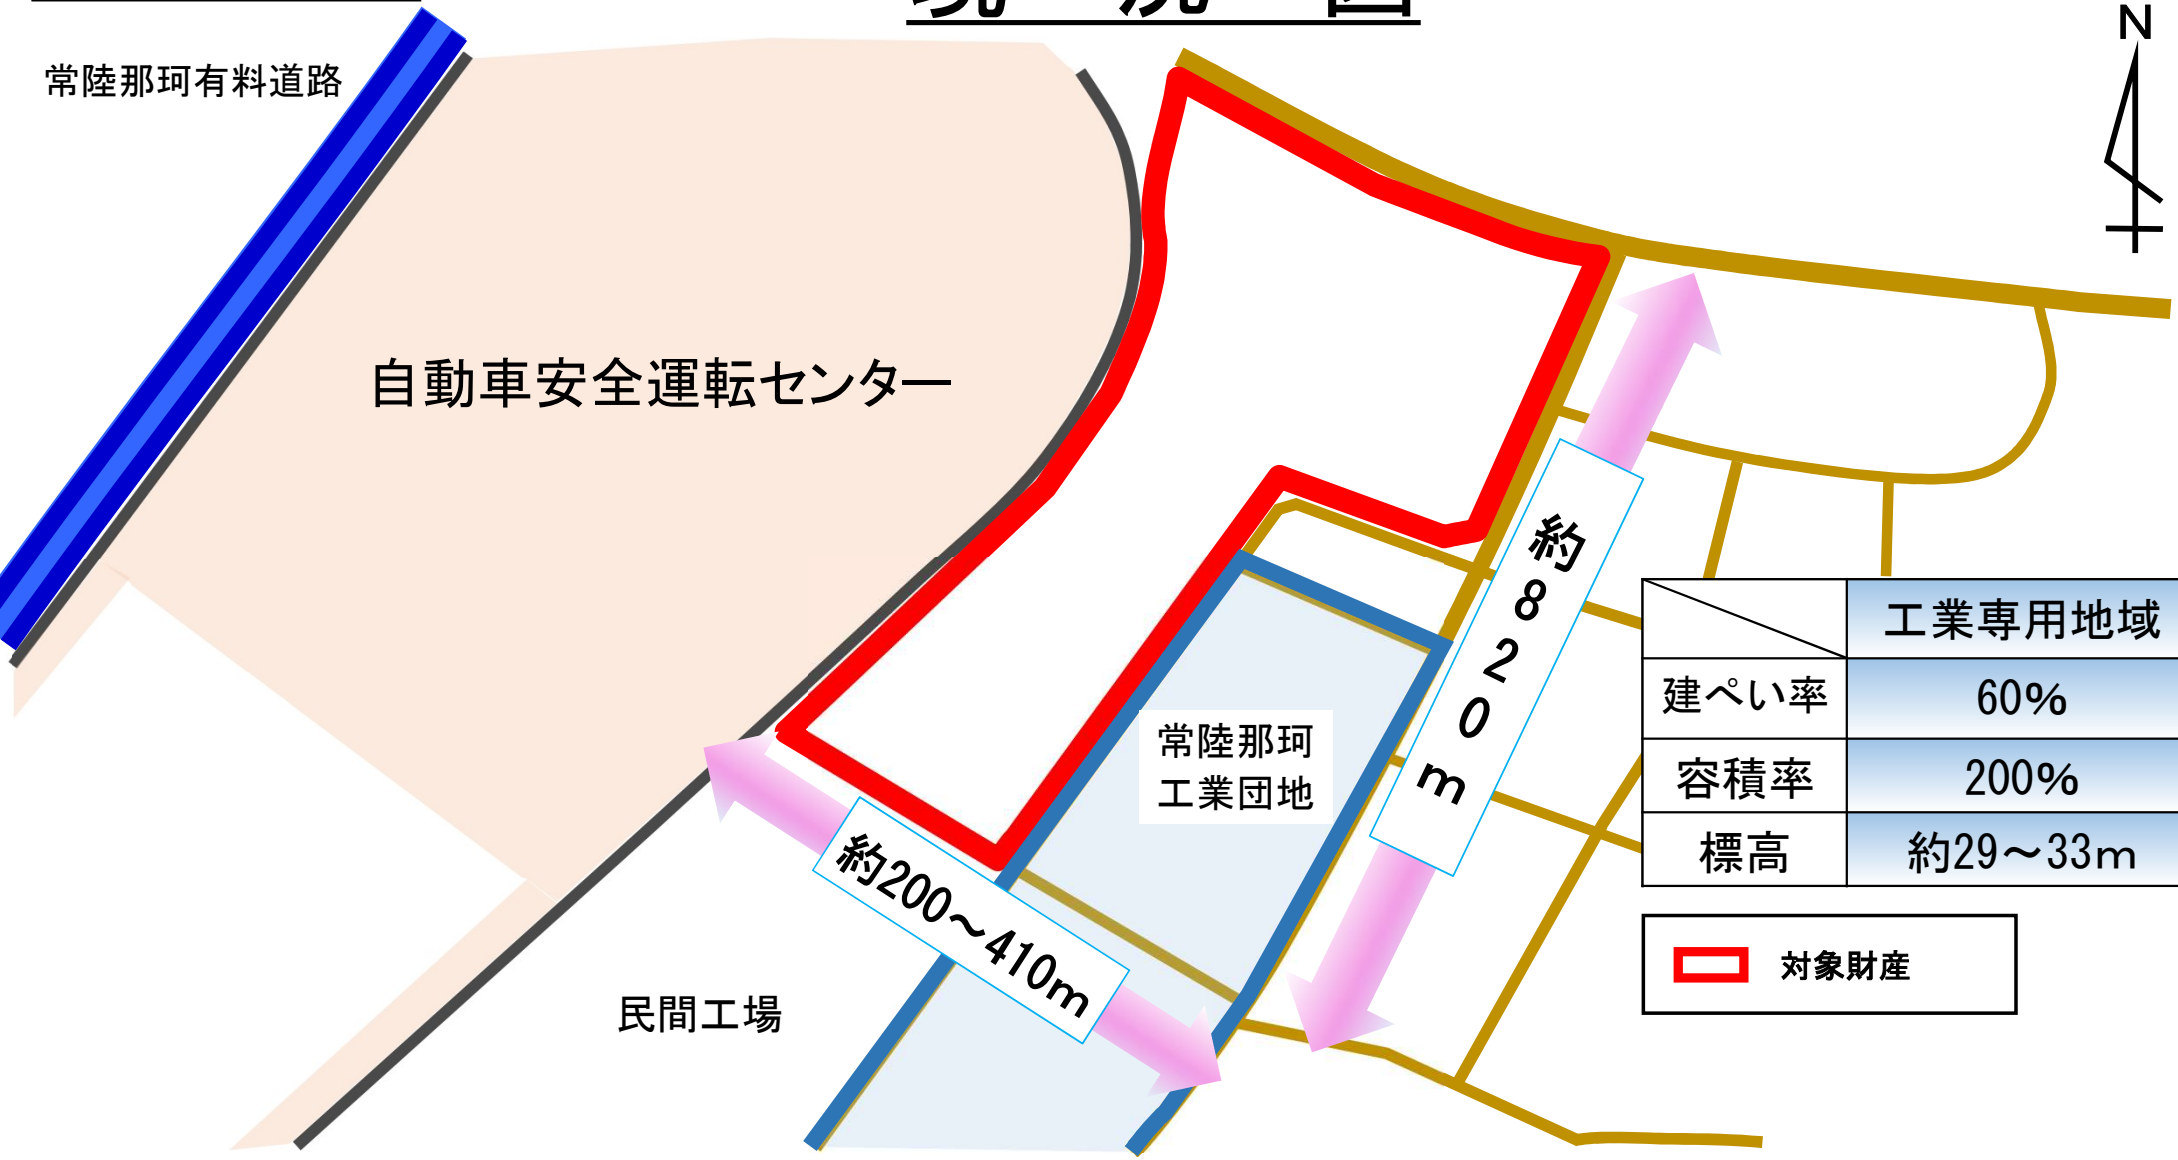 現況図
N
常陸那珂有料道路
自動車安全運転センター
約820m
工業専用地域
建ぺい率 60%
容積率 200%
標高 約29～33m
常陸那珂
工業団地
約200～410m
対象財産
民間工場